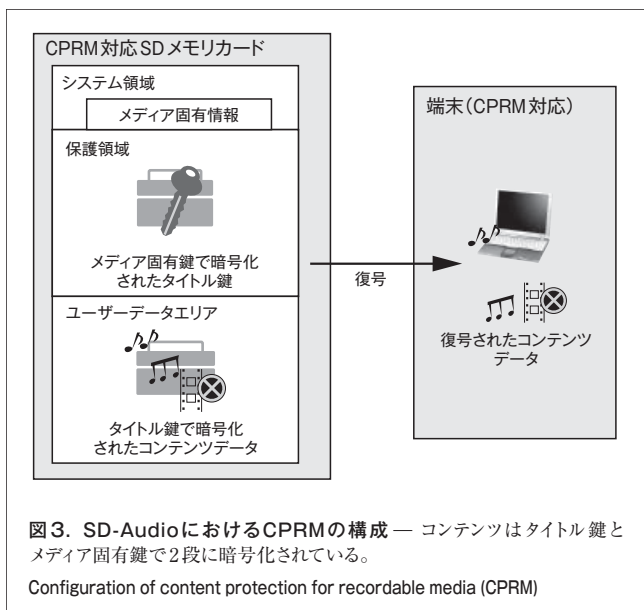 CPRM対応SDメモリカード
システム領域
メディア固有情報
保護領域
メディア固有鍵で暗号化
されたタイトル鍵
ユーザーデータエリア
タイトル鍵で暗号化
されたコンテンツデータ
復号
端末(CPRM対応)
復号されたコンテンツ
データ
図3. SD-AudioにおけるCPRMの構成 — コンテンツはタイトル鍵と
メディア固有鍵で2段に暗号化されている。
Configuration of content protection for recordable media (CPRM)